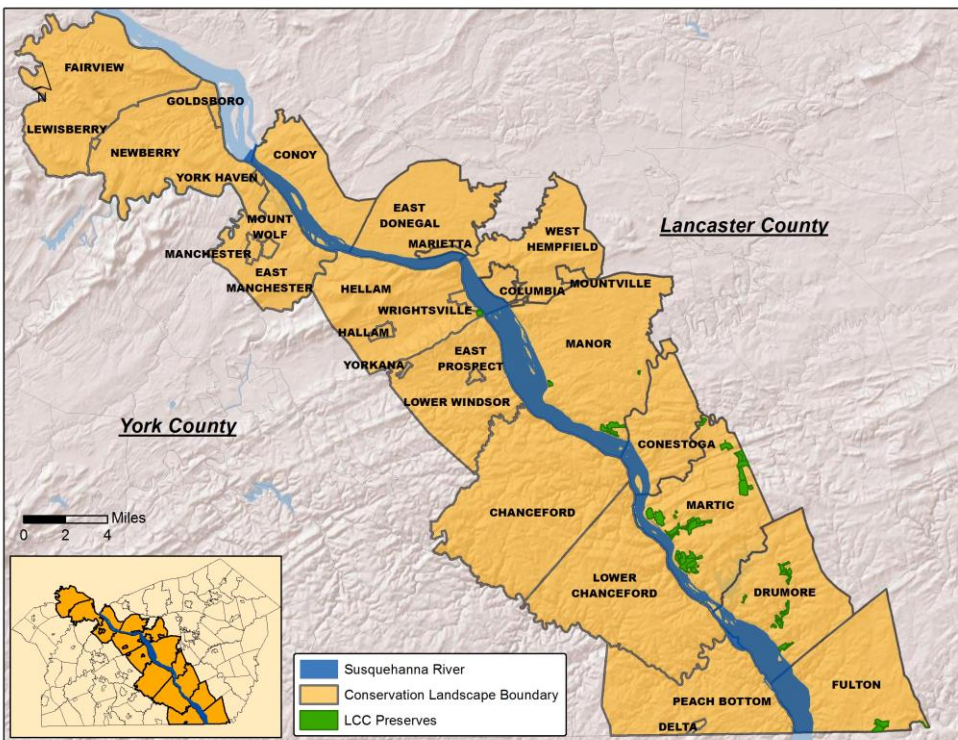 FAIRVIEW
GOLDSBORO
LEWISBERRY
NEWBERRY
CONOY
YORK HAVEN
EAST
DONEGAL
MOUNT
WOLF
WEST
HEMPFIELD
Lancaster County
MARIETTA
MANCHESTER
EAST
MANCHESTER
HELLAM
COLUMBIA
MOUNTVILLE
WRIGHTSVILLE
HALLAM
MANOR
EAST
PROSPECT
YORKANA
LOWER WINDSOR
York County
CONESTOGA
CHANCEFORD
MARTIC
Miles
0 2 4
LOWER
CHANCEFORD
DRUMORE
Susquehanna River
Conservation Landscape Boundary
LCC Preserves
PEACH BOTTOM
FULTON
DELTA